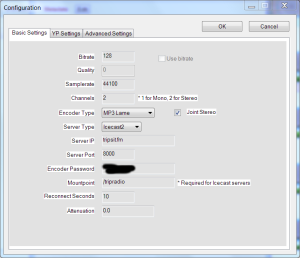 Configuration
OK
Cancel
Basic Settings
YP Settings
Advanced Settings
Bitrate
128
Use bitrate
Quality
0
Samplerate
44100
Channels
2
* 1 for Mono, 2 for Stereo
Encoder Type
MP3 Lame
Joint Stereo
Server Type
Icecast2
Server IP
tripsit.fm
Server Port
8000
Encoder Password
Mountpoint
/tripradio
* Required for Icecast servers
Reconnect Seconds
10
Attenuation
0.0